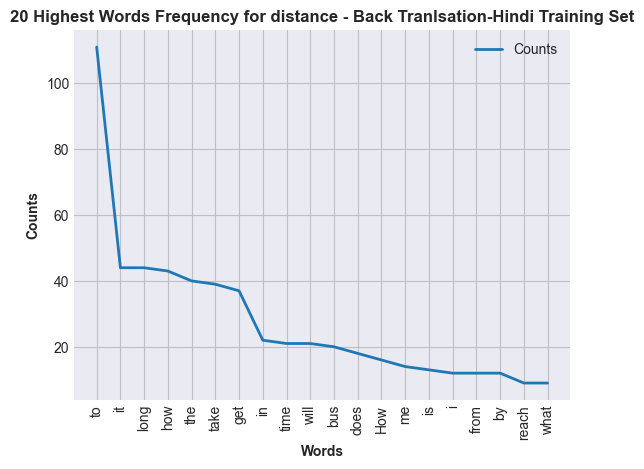 20 Highest Words Frequency for distance - Back Tranlsation-Hindi Training Set
Counts
100
80
60
40
20
Counts
to
it
long
how
the
take
get
in
time
will
bus
does
How
me
is
i
from
by
reach
what
Words